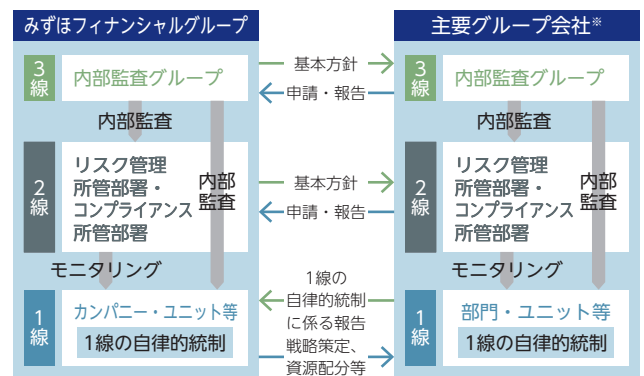 みずほフィナンシャルグループ
3線
内部監査グループ
内部監査
2線
リスク管理
所管部署・
コンプライアンス
所管部署
内部
監査
モニタリング
1線
カンパニー・ユニット等
1線の自律的統制
基本方針
申請・報告
基本方針
申請・報告
1線の
自律的統制
に係る報告
戦略策定、
資源配分等
主要グループ会社※
3線
内部監査グループ
内部監査
2線
リスク管理
所管部署・
コンプライアンス
所管部署
内部
監査
モニタリング
1線
部門・ユニット等
1線の自律的統制